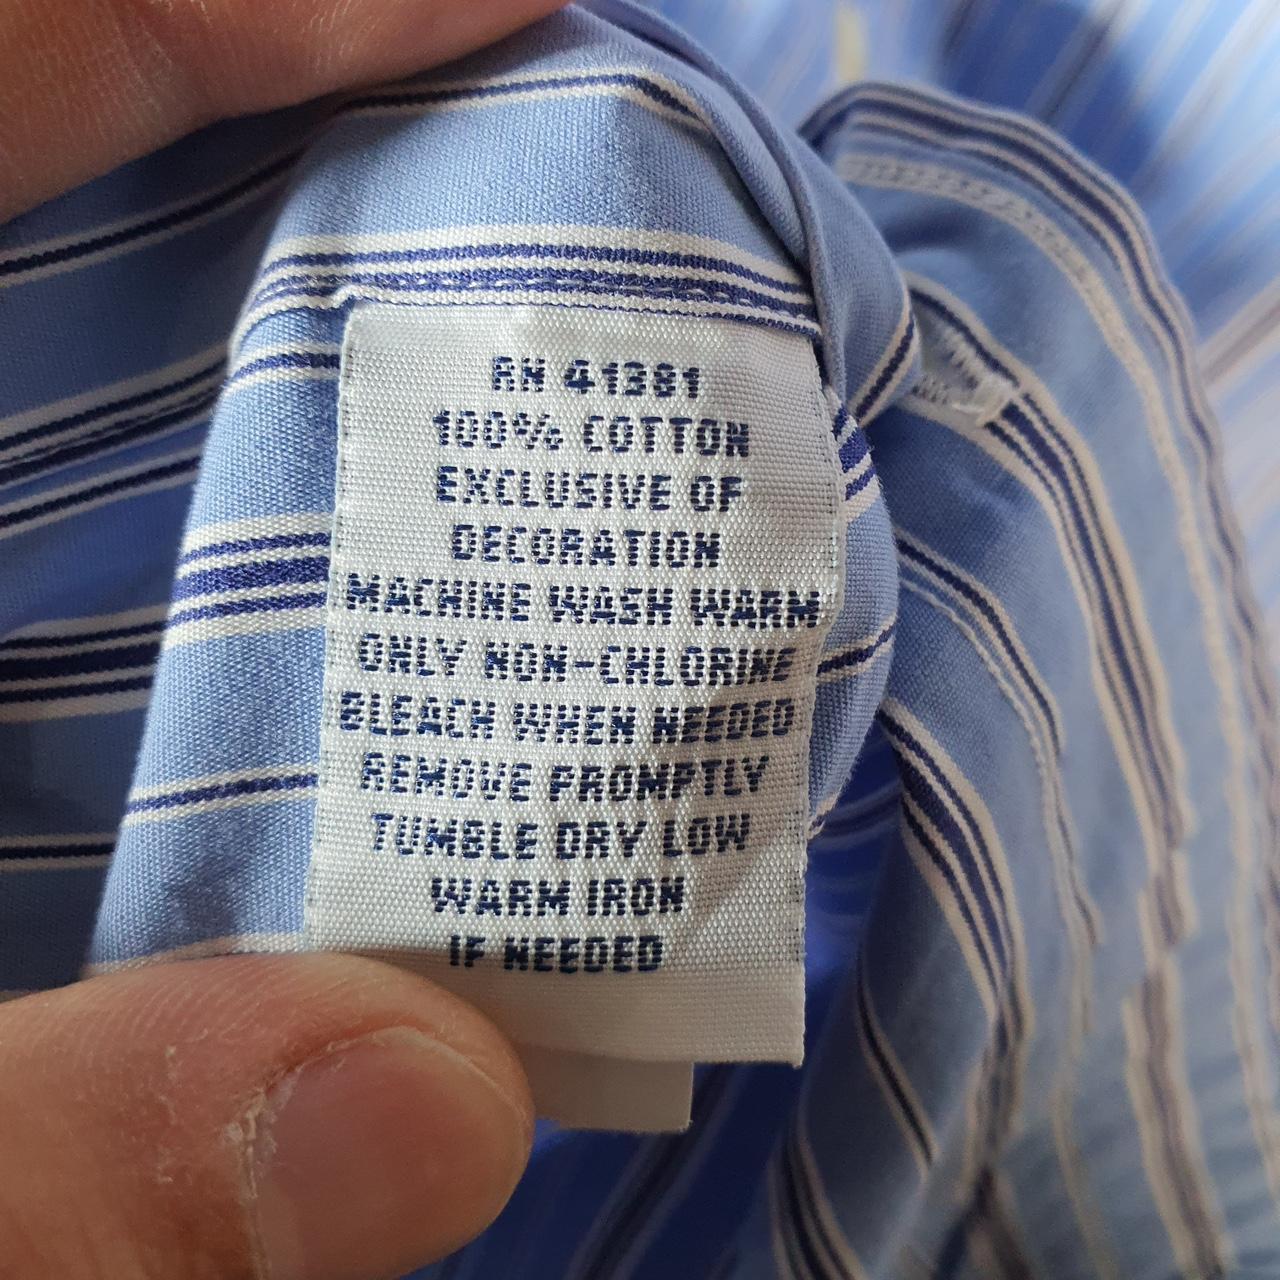 RN 41381
100% COTTON
EXCLUSIVE OF
DECORATION
MACHINE WASH WARM
ONLY NON-CHLORINE
BLEACH WHEN NEEDED
REMOVE PROMPTLY
TUMBLE DRY LOW
WARM IRON
IF NEEDED